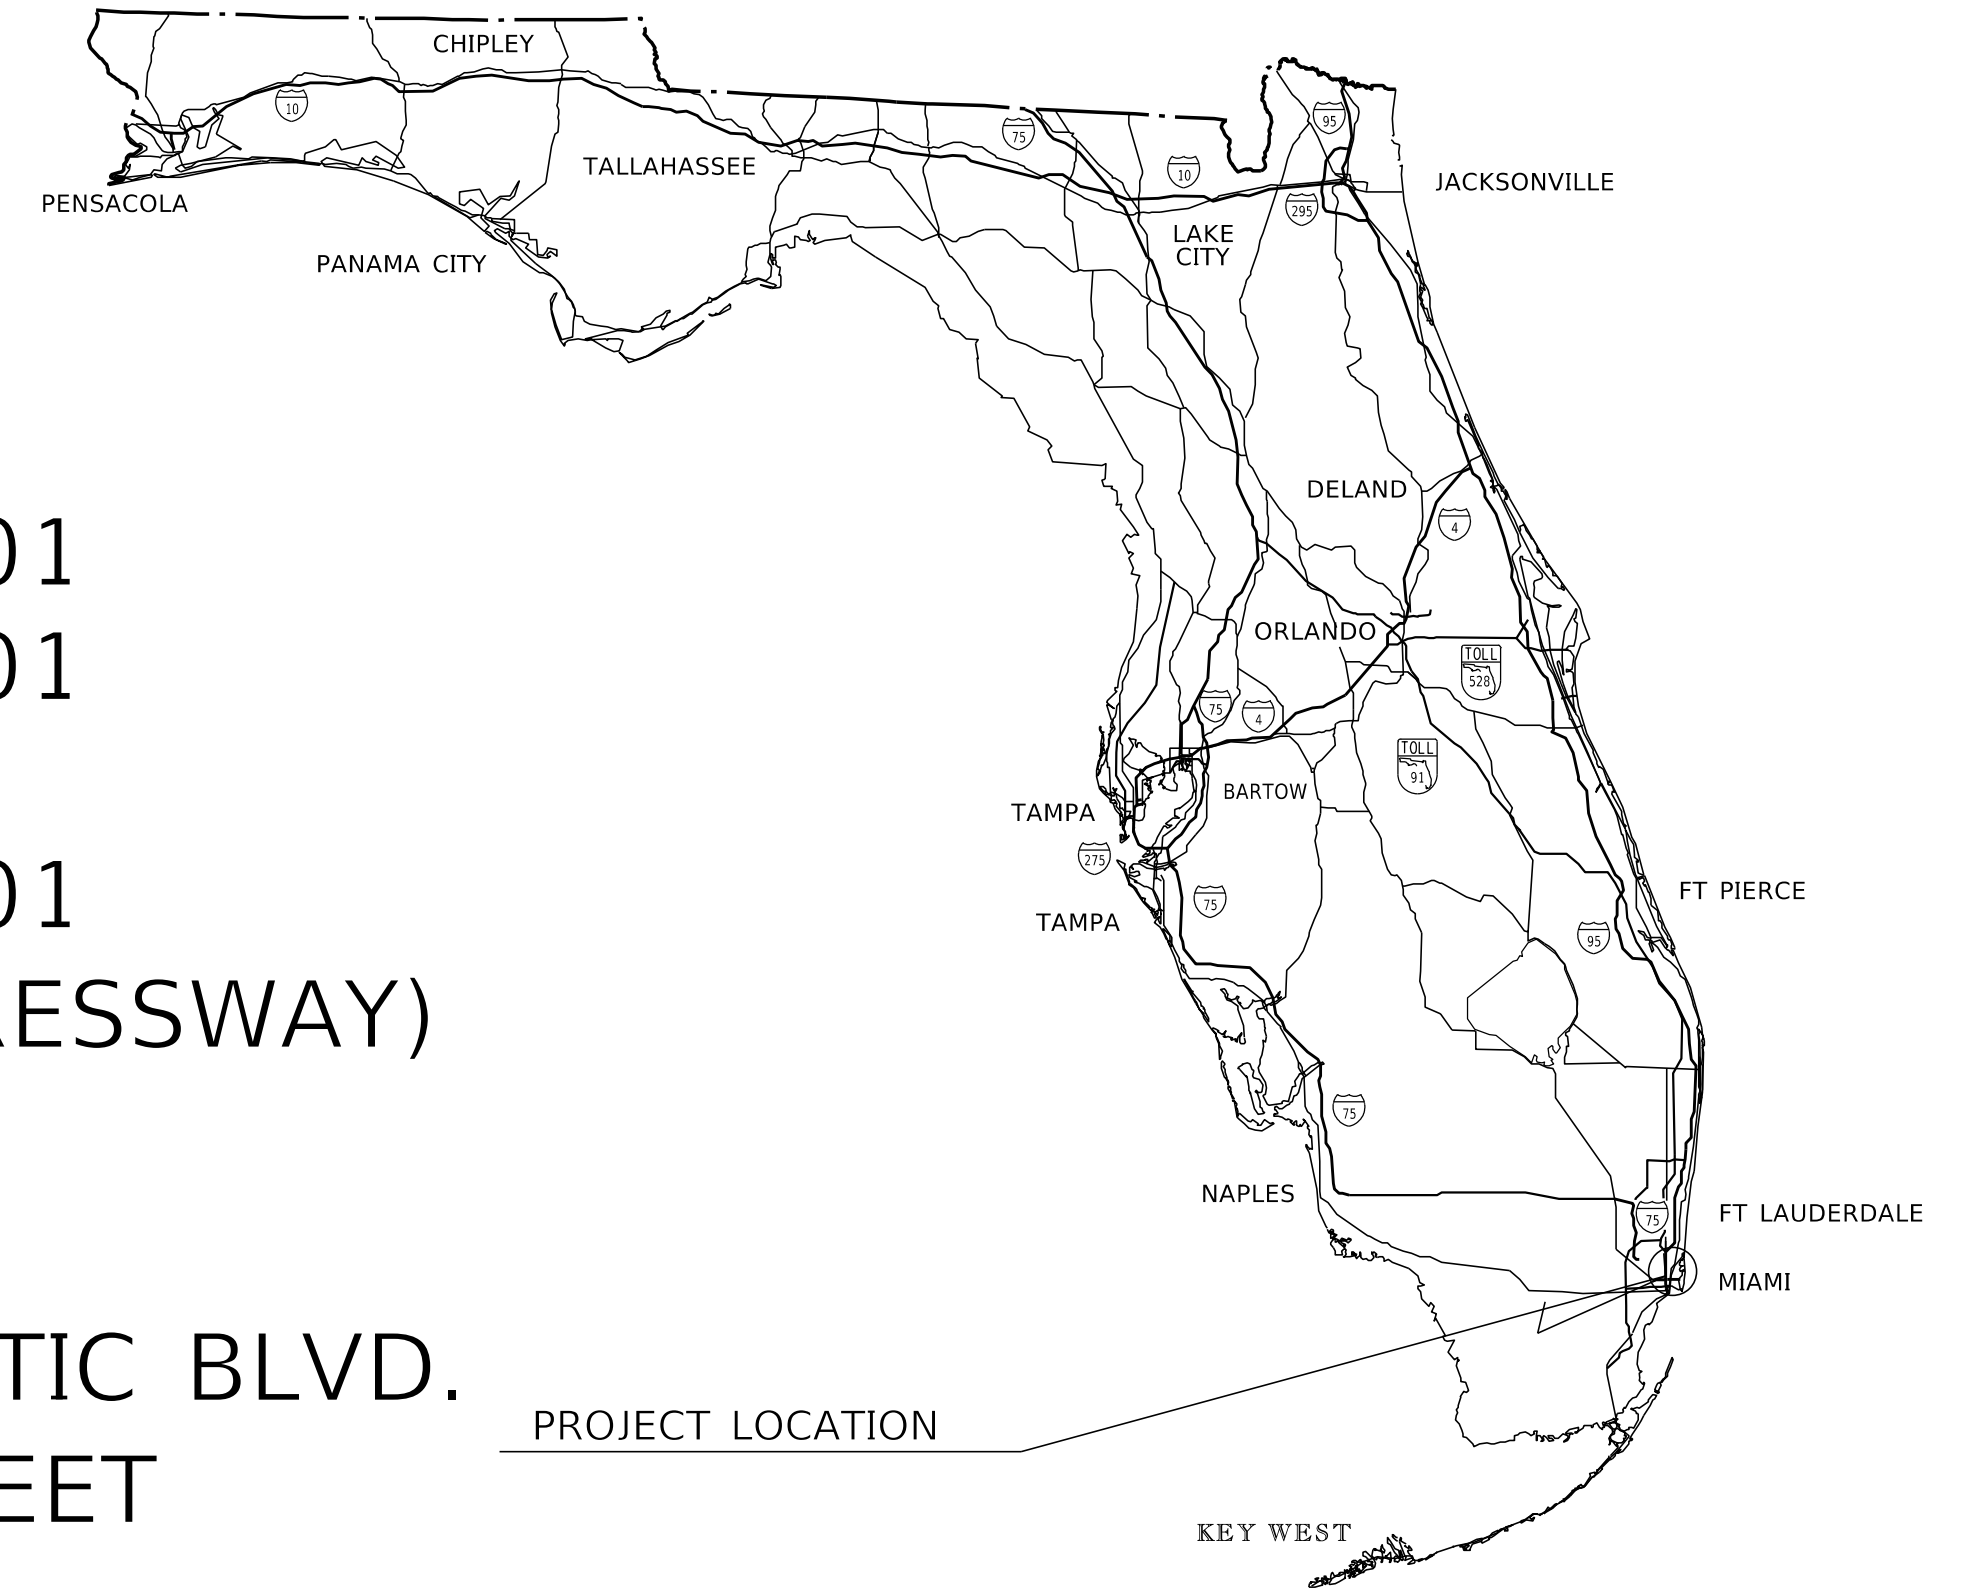 CHIPLEY
10
95
75
TALLAHASSEE
10
JACKSONVILLE
PENSACOLA
295
LAKE
CITY
PANAMA CITY
DELAND
4
01
ORLANDO
01
TOLL
528
75
4
TOLL
91
BARTOW
TAMPA
275
FT PIERCE
75
01
TAMPA
95
RESSWAY)
75
NAPLES
75
FT LAUDERDALE
MIAMI
TIC BLVD.
PROJECT LOCATION
EET
KEY WEST